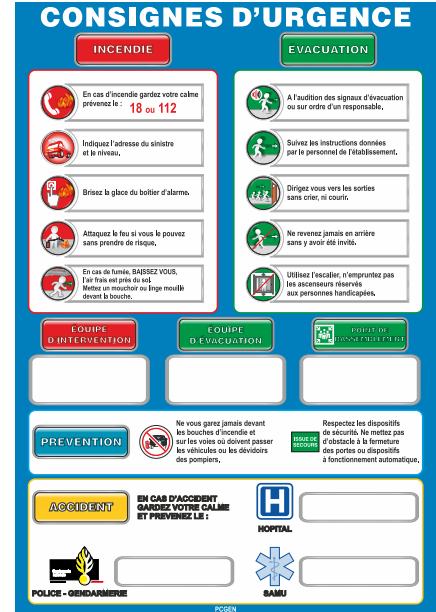 CONSIGNES D'URGENCE
INCENDIE
En cas d'incendie gardez votre calme
prévenez le : 18 ou 112
Indiquez l'adresse du sinistre
et le niveau.
Brisez la glace du boîtier d'alarme.
Attaquez le feu si vous le pouvez
sans prendre de risque.
En cas de fumée, BAISSEZ VOUS,
l'air frais est près du sol.
Mettez un mouchoir ou linge mouillé
devant la bouche.
EVACUATION
A l'audition des signaux d'évacuation
ou sur ordre d'un responsable.
Suivez les instructions données
par le personnel de l'établissement.
Dirigez vous vers les sorties
sans crier, ni courir.
Ne revenez jamais en arrière
sans y avoir été invité.
Utilisez l'escalier, n'empruntez pas
les ascenseurs réservés
aux personnes handicapées.
EQUIPE
D'INTERVENTION
EQUIPE
D'EVACUATION
POINT DE
RASSEMBLEMENT
PREVENTION
Ne vous garez jamais devant
les bouches d'incendie et
sur les voies où doivent passer
les véhicules ou les dévidoirs
des pompiers.
ISSUE DE
SECOURS
Respectez les dispositifs
de sécurité. Ne mettez pas
d'obstacle à la fermeture
des portes ou dispositifs
à fonctionnement automatique.
ACCIDENT
EN CAS D'ACCIDENT
GARDEZ VOTRE CALME
ET PREVENEZ LE :
H
HOPITAL
POLICE - GENDARMERIE
SAMU
PCGEN